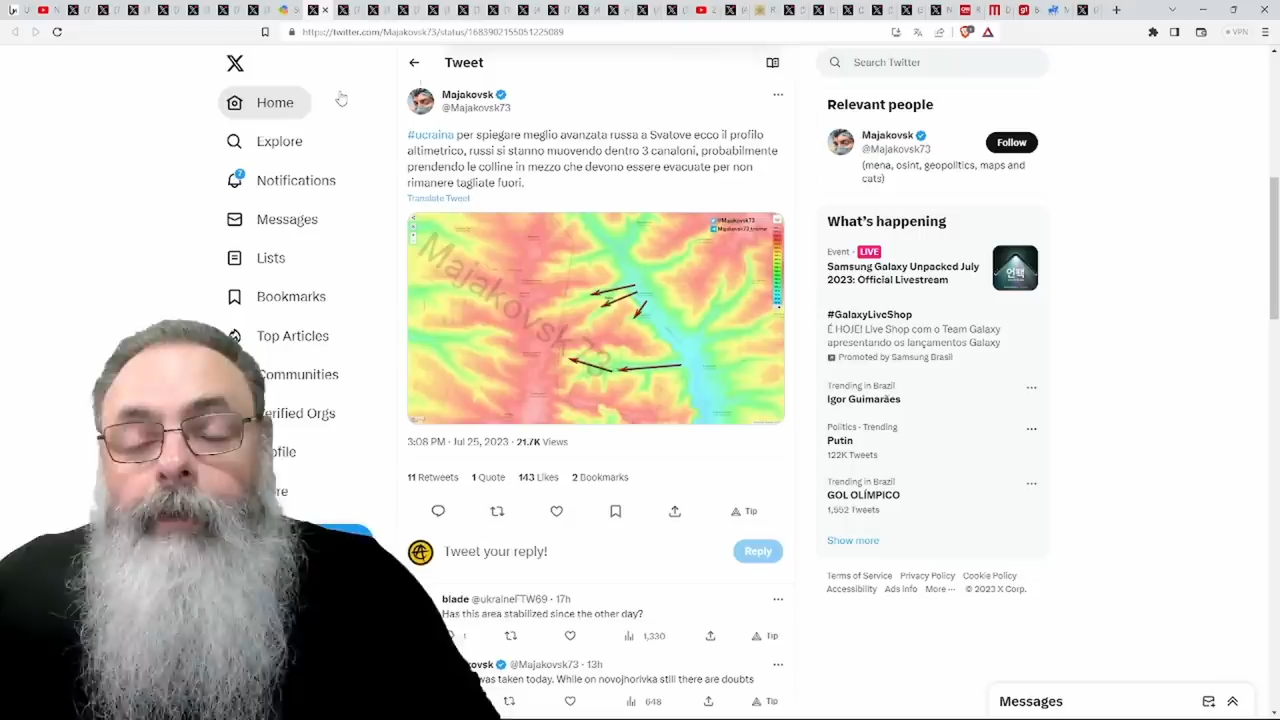 https://twitter.com/Majakovsk73/status/1683902155051225089
VPN
Home
Explore
Notifications
Messages
Lists
Bookmarks
Top Articles
Communities
erified Orgs
ofile
Tweet
Majakovsk
@Majakovsk73
#ucraina per spiegare meglio avanzata russa a Svatove ecco il profilo
altimetrico, russi si stanno muovendo dentro 3 canaloni, probabilmente
prendendo le colline in mezzo che devono essere evacuate per non
rimanere tagliate fuori.
Translate Tweet
@Majakovsk73
Majakovsk73
3:08 PM · Jul 25, 2023 · 21.7K Views
11 Retweets 1 Quote 143 Likes 2 Bookmarks
Tip
Tweet your reply!
Reply
blade @ukraineFTW69 · 17h
Has this area stabilized since the other day?
1 1,330 Tip
kovsk @Majakovsk73 · 13h
was taken today. While on novojhorivka still there are doubts
648 Tip
Search Twitter
Relevant people
Majakovsk
@Majakovsk73
Follow
(mena, osint, geopolitics, maps and
cats)
What's happening
Event · LIVE
Samsung Galaxy Unpacked July
2023: Official Livestream
언팩
#GalaxyLiveShop
É HOJE! Live Shop com o Team Galaxy
apresentando os lançamentos Galaxy
Promoted by Samsung Brasil
Trending in Brazil
Igor Guimarães
Politics · Trending
Putin
122K Tweets
Trending in Brazil
GOL OLÍMPICO
1,552 Tweets
Show more
Terms of Service Privacy Policy Cookie Policy
Accessibility Ads info More ··· © 2023 X Corp.
Messages